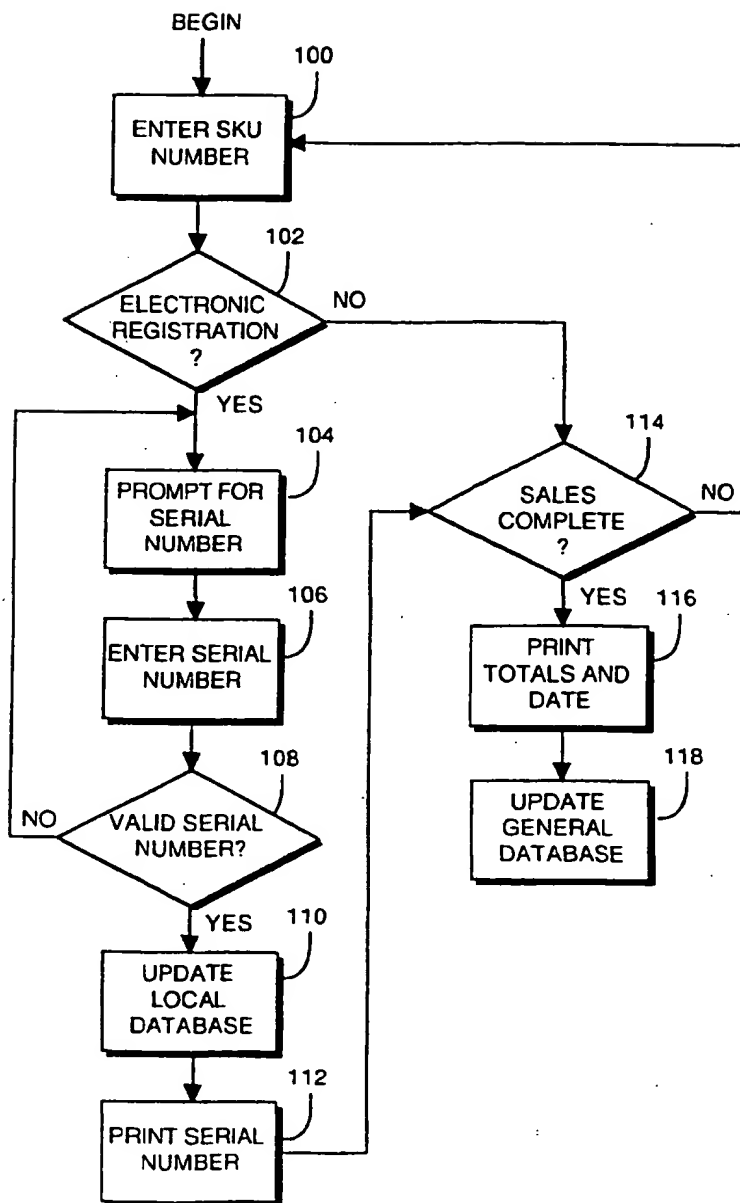 BEGIN
100
ENTER SKU
NUMBER
102
ELECTRONIC
REGISTRATION
?
NO
YES
104
PROMPT FOR
SERIAL
NUMBER
106
ENTER SERIAL
NUMBER
108
VALID SERIAL
NUMBER?
NO
YES
110
UPDATE
LOCAL
DATABASE
112
PRINT SERIAL
NUMBER
114
SALES
COMPLETE
?
NO
YES
116
PRINT
TOTALS AND
DATE
118
UPDATE
GENERAL
DATABASE